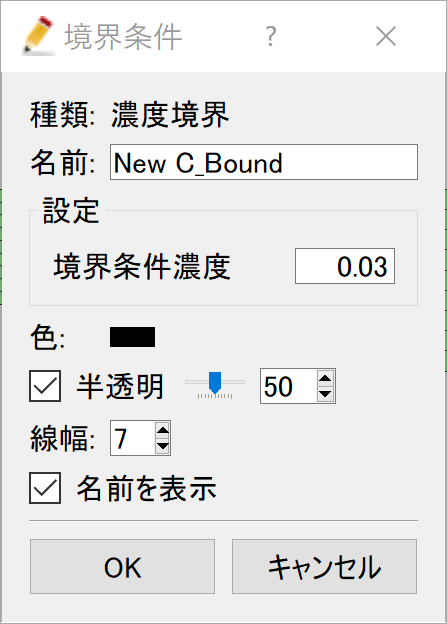 境界条件 ?
種類: 濃度境界
名前: New C_Bound
設定
境界条件濃度 0.03
色:
半透明 50
線幅: 7
名前を表示
OK キャンセル